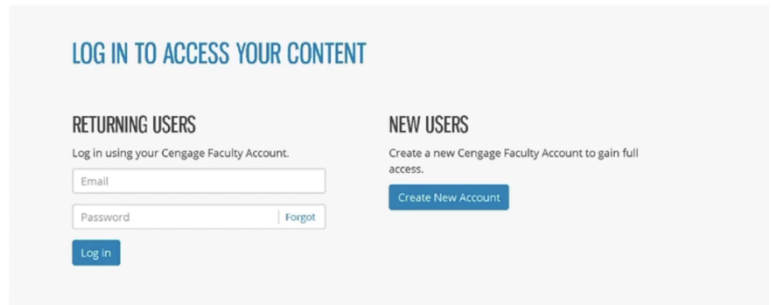 LOG IN TO ACCESS YOUR CONTENT
RETURNING USERS
Log in using your Cengage Faculty Account.
Email
Password
Forgot
Log in
NEW USERS
Create a new Cengage Faculty Account to gain full
access.
Create New Account